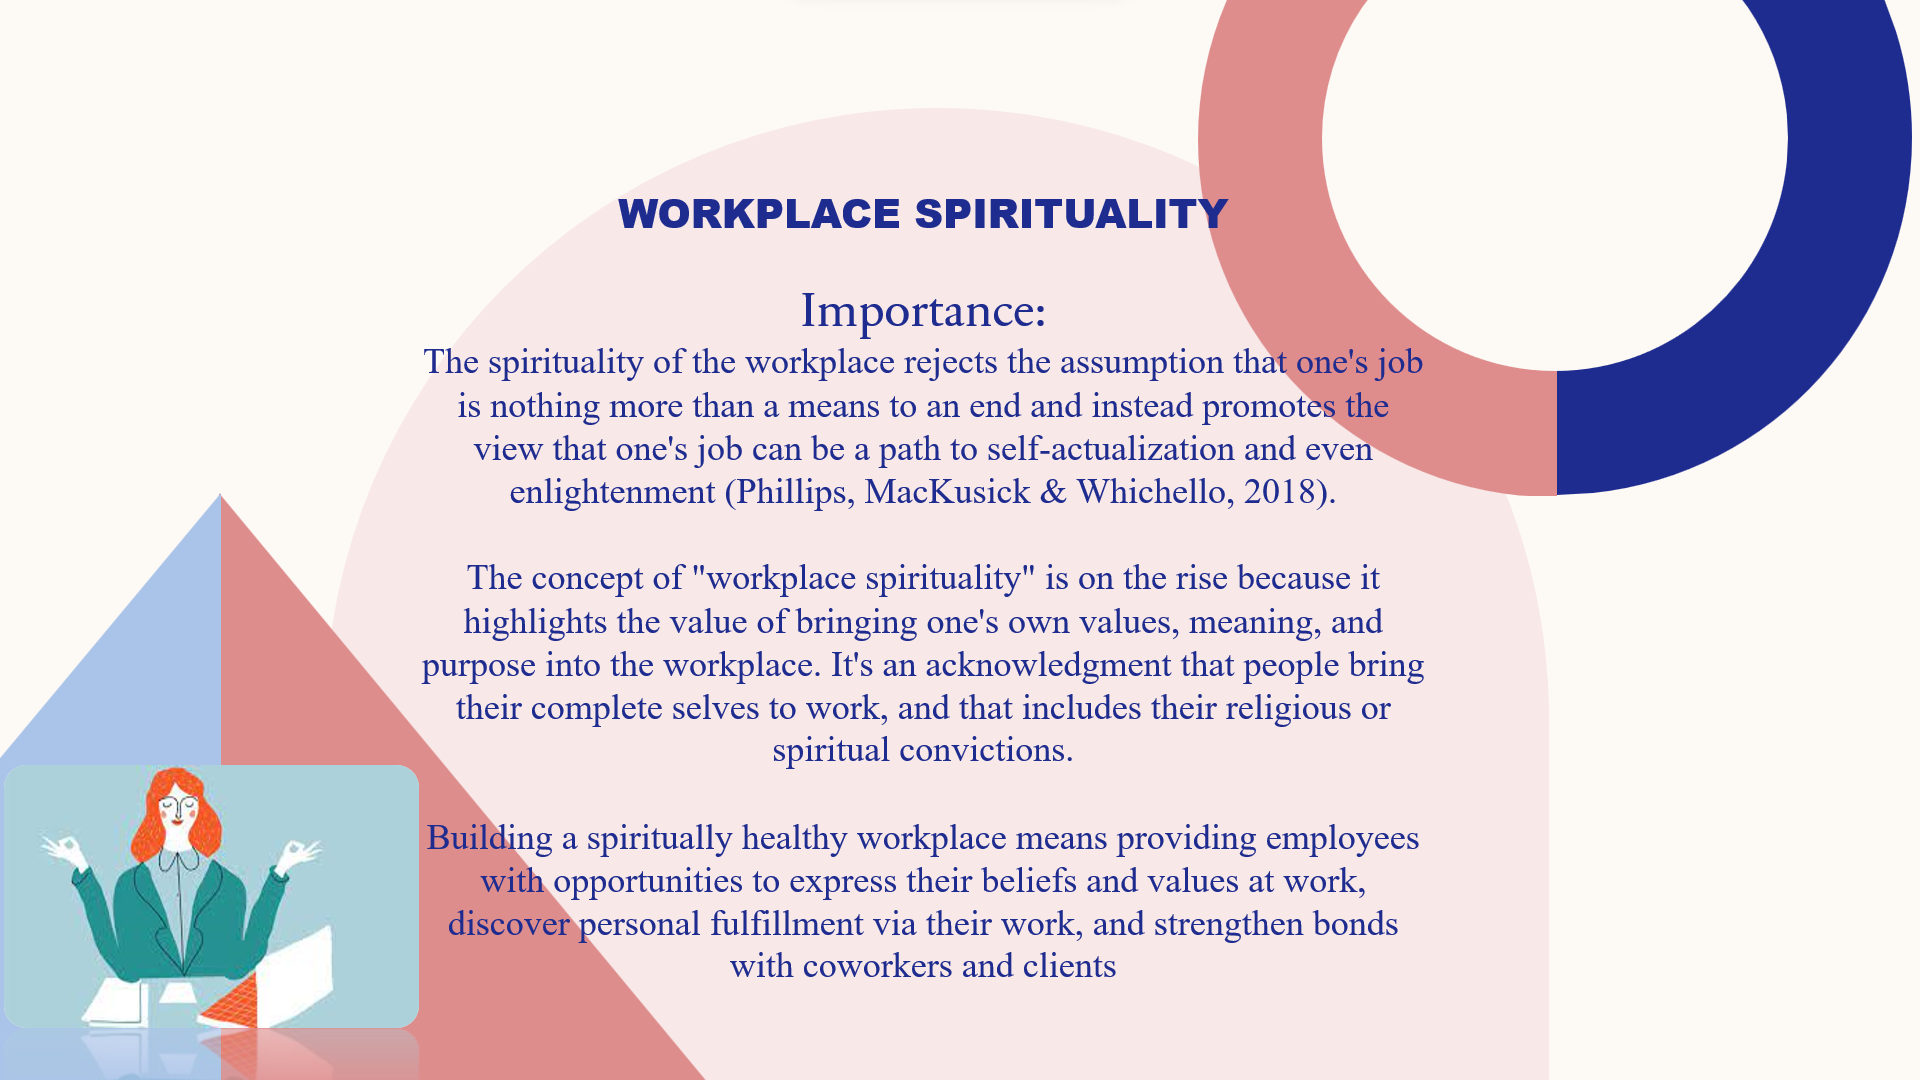 WORKPLACE SPIRITUALITY
Importance:
The spirituality of the workplace rejects the assumption that one's job
is nothing more than a means to an end and instead promotes the
view that one's job can be a path to self-actualization and even
enlightenment (Phillips, MacKusick & Whichello, 2018).
The concept of "workplace spirituality" is on the rise because it
highlights the value of bringing one's own values, meaning, and
purpose into the workplace. It's an acknowledgment that people bring
their complete selves to work, and that includes their religious or
spiritual convictions.
Building a spiritually healthy workplace means providing employees
with opportunities to express their beliefs and values at work,
discover personal fulfillment via their work, and strengthen bonds
with coworkers and clients